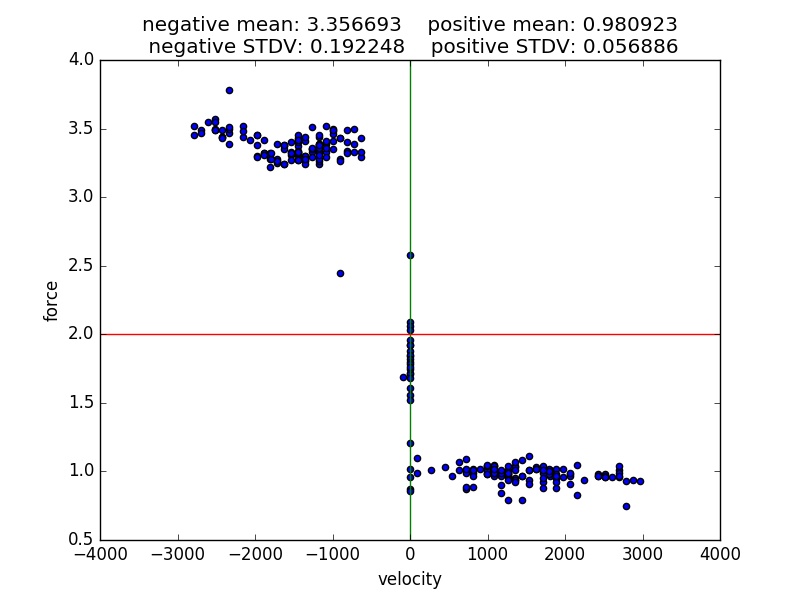 negative mean: 3.356693 positive mean: 0.980923
negative STDV: 0.192248 positive STDV: 0.056886
4.0
3.5
3.0
2.5
2.0
1.5
1.0
0.5
force
−4000 −3000 −2000 −1000 0 1000 2000 3000 4000
velocity